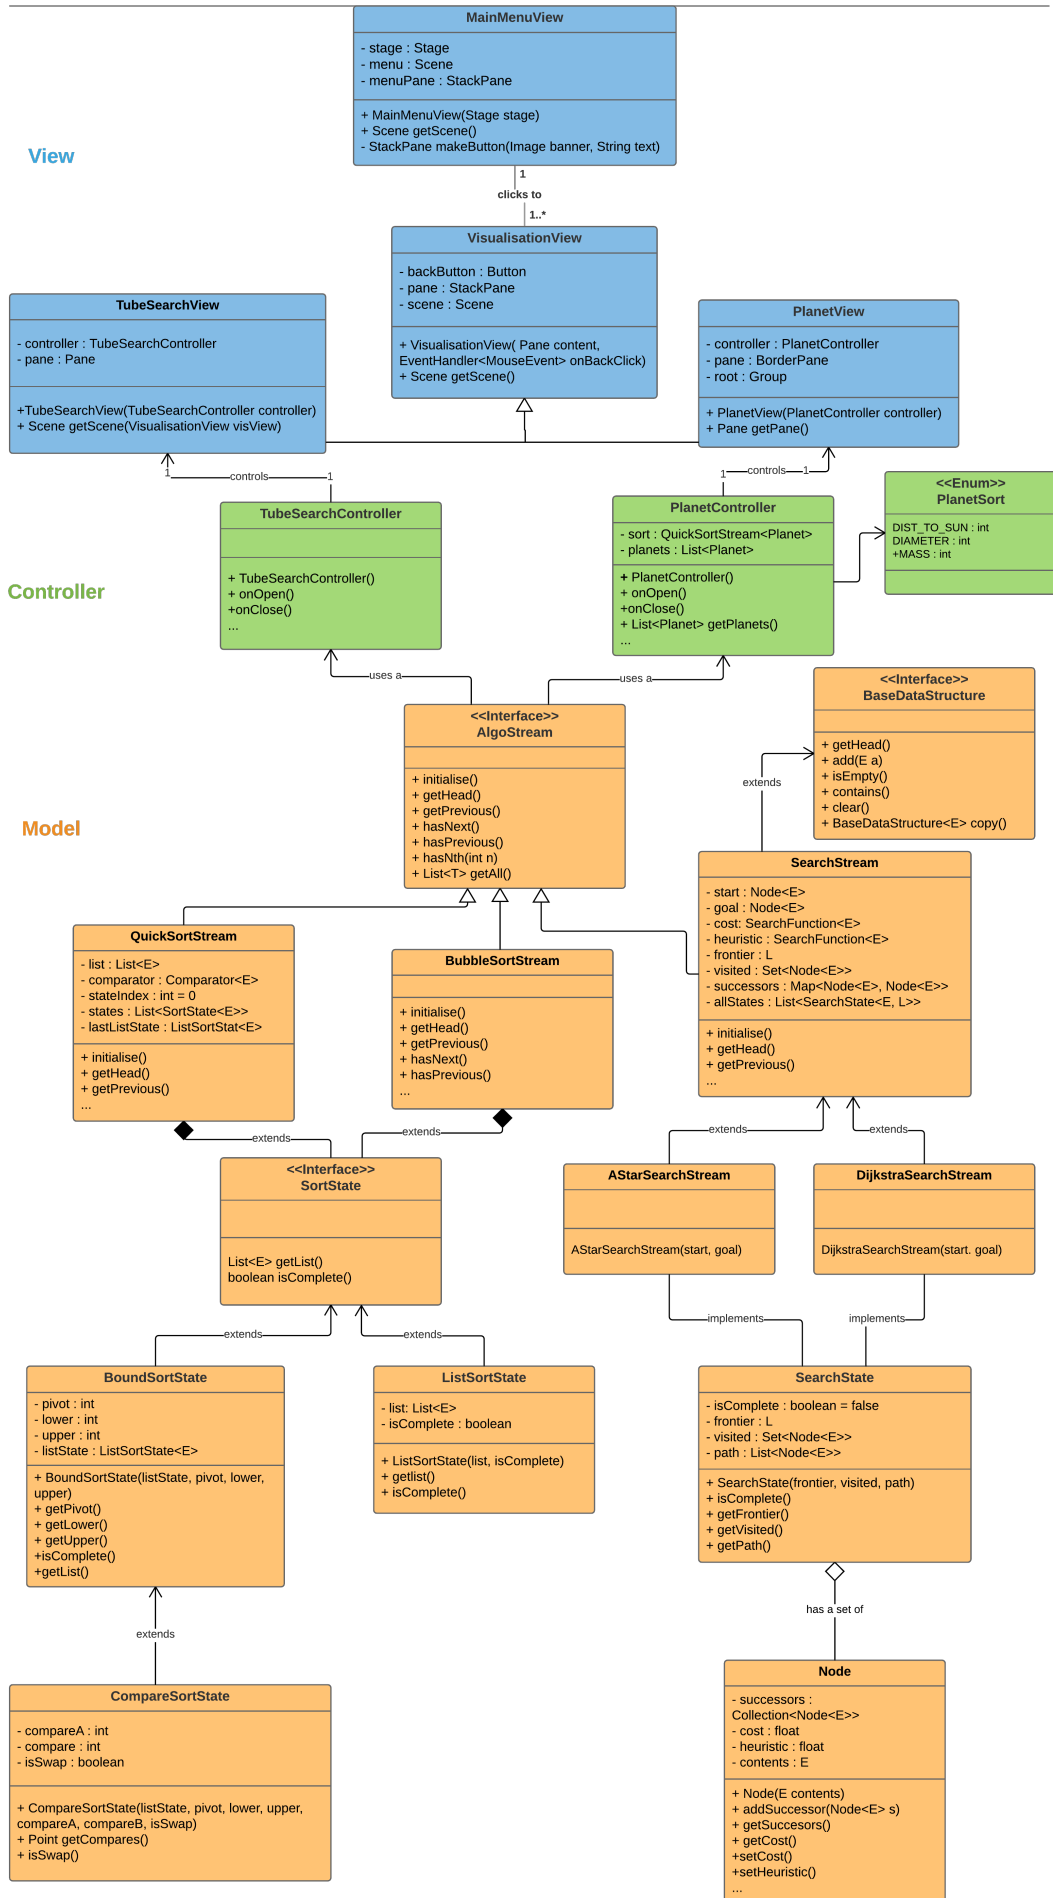 MainMenuView
- stage : Stage
- menu : Scene
- menuPane : StackPane
+ MainMenuView(Stage stage)
+ Scene getScene()
- StackPane makeButton(Image banner, String text)
View
1
clicks to
1..*
VisualisationView
- backButton : Button
- pane : StackPane
- scene : Scene
+ VisualisationView( Pane content,
EventHandler<MouseEvent> onBackClick)
+ Scene getScene()
TubeSearchView
- controller : TubeSearchController
- pane : Pane
+TubeSearchView(TubeSearchController controller)
+ Scene getScene(VisualisationView visView)
PlanetView
- controller : PlanetController
- pane : BorderPane
- root : Group
+ PlanetView(PlanetController controller)
+ Pane getPane()
1
controls
1
1
controls
1
TubeSearchController
+ TubeSearchController()
+ onOpen()
+onClose()
...
PlanetController
- sort : QuickSortStream<Planet>
- planets : List<Planet>
+ PlanetController()
+ onOpen()
+onClose()
+ List<Planet> getPlanets()
...
<<Enum>>
PlanetSort
DIST_TO_SUN : int
DIAMETER : int
+MASS : int
Controller
uses a
uses a
<<Interface>>
AlgoStream
+ initialise()
+ getHead()
+ getPrevious()
+ hasNext()
+ hasPrevious()
+ hasNth(int n)
+ List<T> getAll()
<<Interface>>
BaseDataStructure
+ getHead()
+ add(E a)
+ isEmpty()
+ contains()
+ clear()
+ BaseDataStructure<E> copy()
extends
Model
QuickSortStream
- list : List<E>
- comparator : Comparator<E>
- stateIndex : int = 0
- states : List<SortState<E>>
- lastListState : ListSortStat<E>
+ initialise()
+ getHead()
+ getPrevious()
...
BubbleSortStream
+ initialise()
+ getHead()
+ getPrevious()
+ hasNext()
+ hasPrevious()
...
SearchStream
- start : Node<E>
- goal : Node<E>
- cost: SearchFunction<E>
- heuristic : SearchFunction<E>
- frontier : L
- visited : Set<Node<E>>
- successors : Map<Node<E>, Node<E>>
- allStates : List<SearchState<E, L>>
+ initialise()
+ getHead()
+ getPrevious()
...
extends
extends
extends
extends
<<Interface>>
SortState
List<E> getList()
boolean isComplete()
AStarSearchStream
AStarSearchStream(start, goal)
DijkstraSearchStream
DijkstraSearchStream(start. goal)
extends
extends
implements
implements
BoundSortState
- pivot : int
- lower : int
- upper : int
- listState : ListSortState<E>
+ BoundSortState(listState, pivot, lower,
upper)
+ getPivot()
+ getLower()
+ getUpper()
+isComplete()
+getList()
ListSortState
- list: List<E>
- isComplete : boolean
+ ListSortState(list, isComplete)
+ getlist()
+ isComplete()
SearchState
- isComplete : boolean = false
- frontier : L
- visited : Set<Node<E>>
- path : List<Node<E>>
+ SearchState(frontier, visited, path)
+ isComplete()
+ getFrontier()
+ getVisited()
+ getPath()
extends
has a set of
CompareSortState
- compareA : int
- compare : int
- isSwap : boolean
+ CompareSortState(listState, pivot, lower, upper,
compareA, compareB, isSwap)
+ Point getCompares()
+ isSwap()
Node
- successors :
Collection<Node<E>>
- cost : float
- heuristic : float
- contents : E
+ Node(E contents)
+ addSuccessor(Node<E> s)
+ getSuccesors()
+ getCost()
+setCost()
+setHeuristic()
...